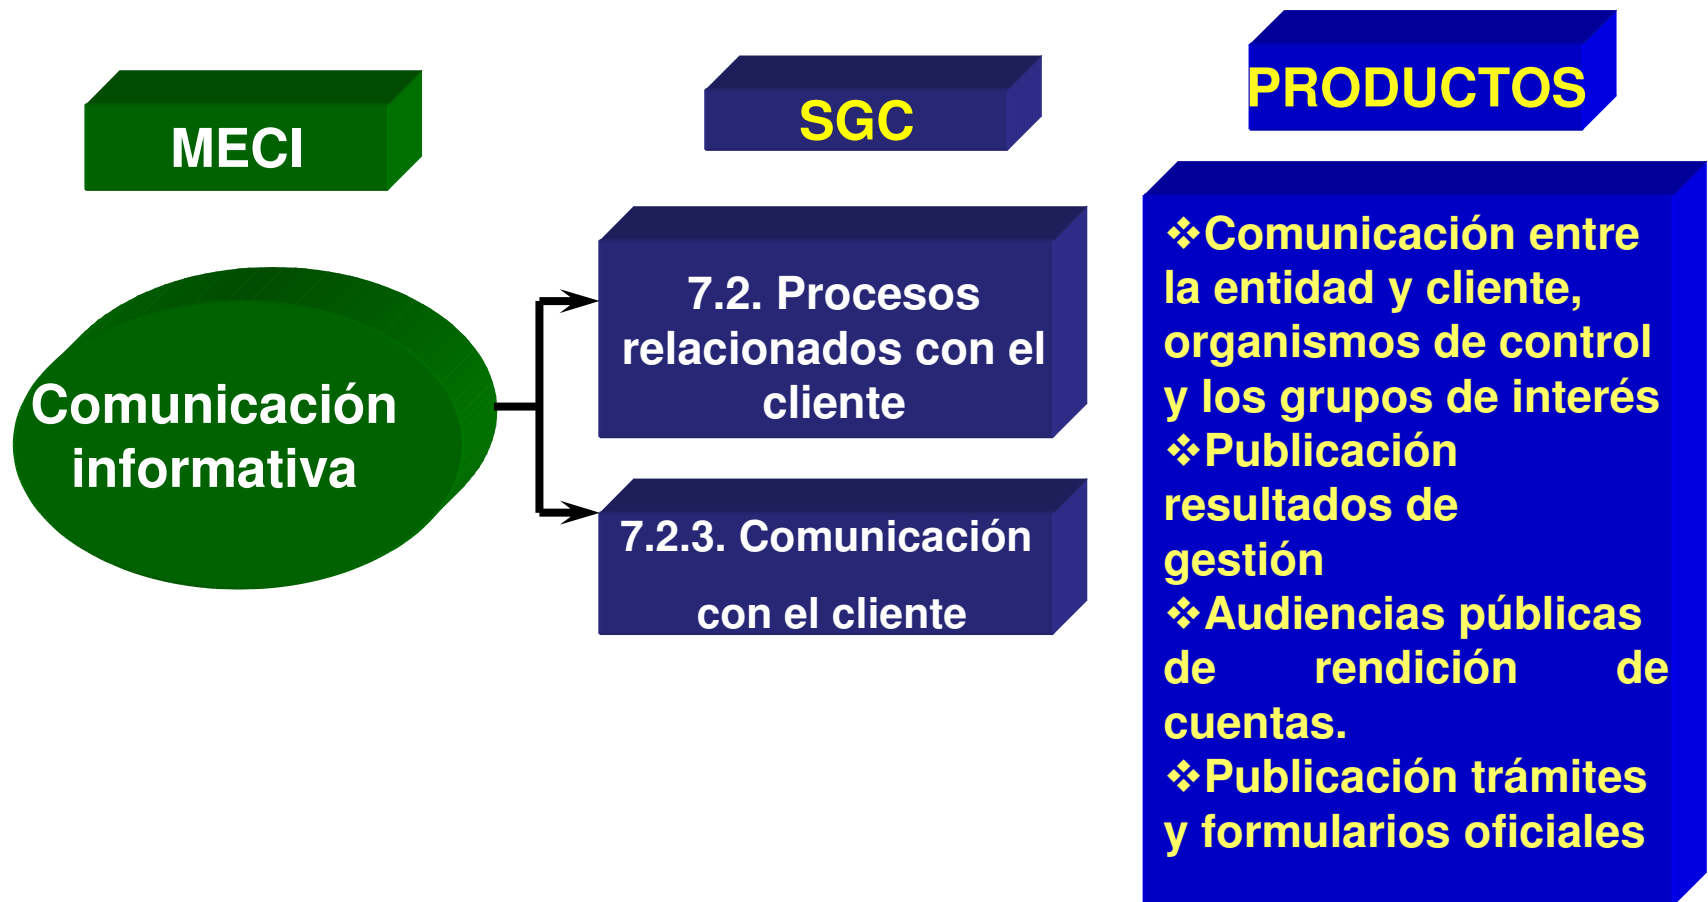 MECI
SGC
PRODUCTOS
Comunicación
informativa
7.2. Procesos
relacionados con el
cliente
7.2.3. Comunicación
con el cliente
❖Comunicación entre
la entidad y cliente,
organismos de control
y los grupos de interés
❖Publicación
resultados de
gestión
❖Audiencias públicas
de rendición de
cuentas.
❖Publicación trámites
y formularios oficiales